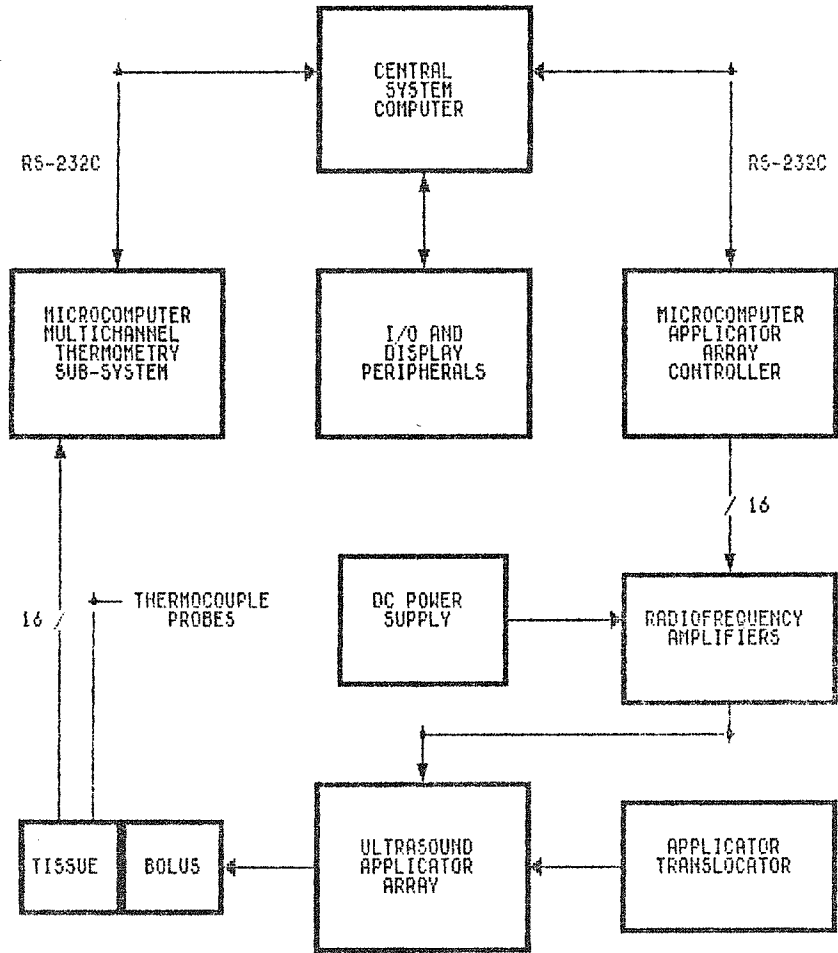 CENTRAL
SYSTEM
COMPUTER
RS-232C
RS-232C
MICROCOMPUTER
MULTICHANNEL
THERMOMETRY
SUB-SYSTEM
I/O AND
DISPLAY
PERIPHERALS
MICROCOMPUTER
APPLICATOR
ARRAY
CONTROLLER
16
16
THERMOCOUPLE
PROBES
DC POWER
SUPPLY
RADIOFREQUENCY
AMPLIFIERS
TISSUE
BOLUS
ULTRASOUND
APPLICATOR
ARRAY
APPLICATOR
TRANSLOCATOR